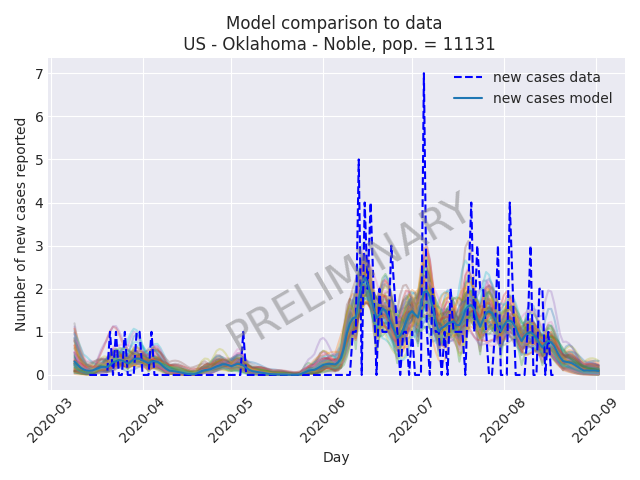 Model comparison to data
US - Oklahoma - Noble, pop. = 11131
Number of new cases reported
7
6
5
4
3
2
1
0
new cases data
new cases model
PRELIMINARY
2020-03
2020-04
2020-05
2020-06
2020-07
2020-08
2020-09
Day